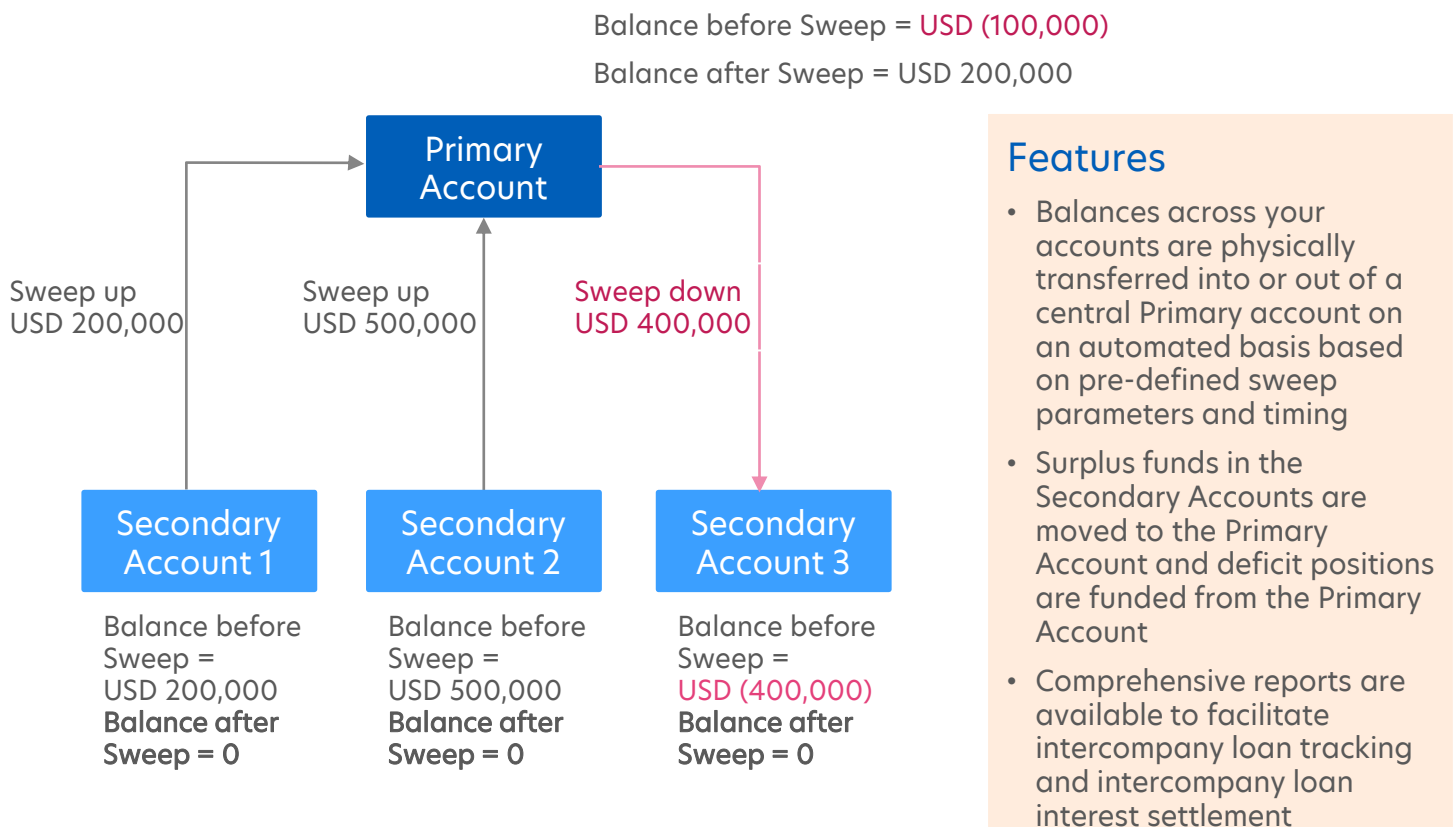 Balance before Sweep = USD (100,000)
Balance after Sweep = USD 200,000
Primary
Account
Sweep up
USD 200,000
Sweep up
USD 500,000
Sweep down
USD 400,000
Secondary
Account 1
Secondary
Account 2
Secondary
Account 3
Balance before
Sweep =
USD 200,000
Balance after
Sweep = 0
Balance before
Sweep =
USD 500,000
Balance after
Sweep = 0
Balance before
Sweep =
USD (400,000)
Balance after
Sweep = 0
Features
• Balances across your
accounts are physically
transferred into or out of a
central Primary account on
an automated basis based
on pre-defined sweep
parameters and timing
• Surplus funds in the
Secondary Accounts are
moved to the Primary
Account and deficit positions
are funded from the Primary
Account
• Comprehensive reports are
available to facilitate
intercompany loan tracking
and intercompany loan
interest settlement